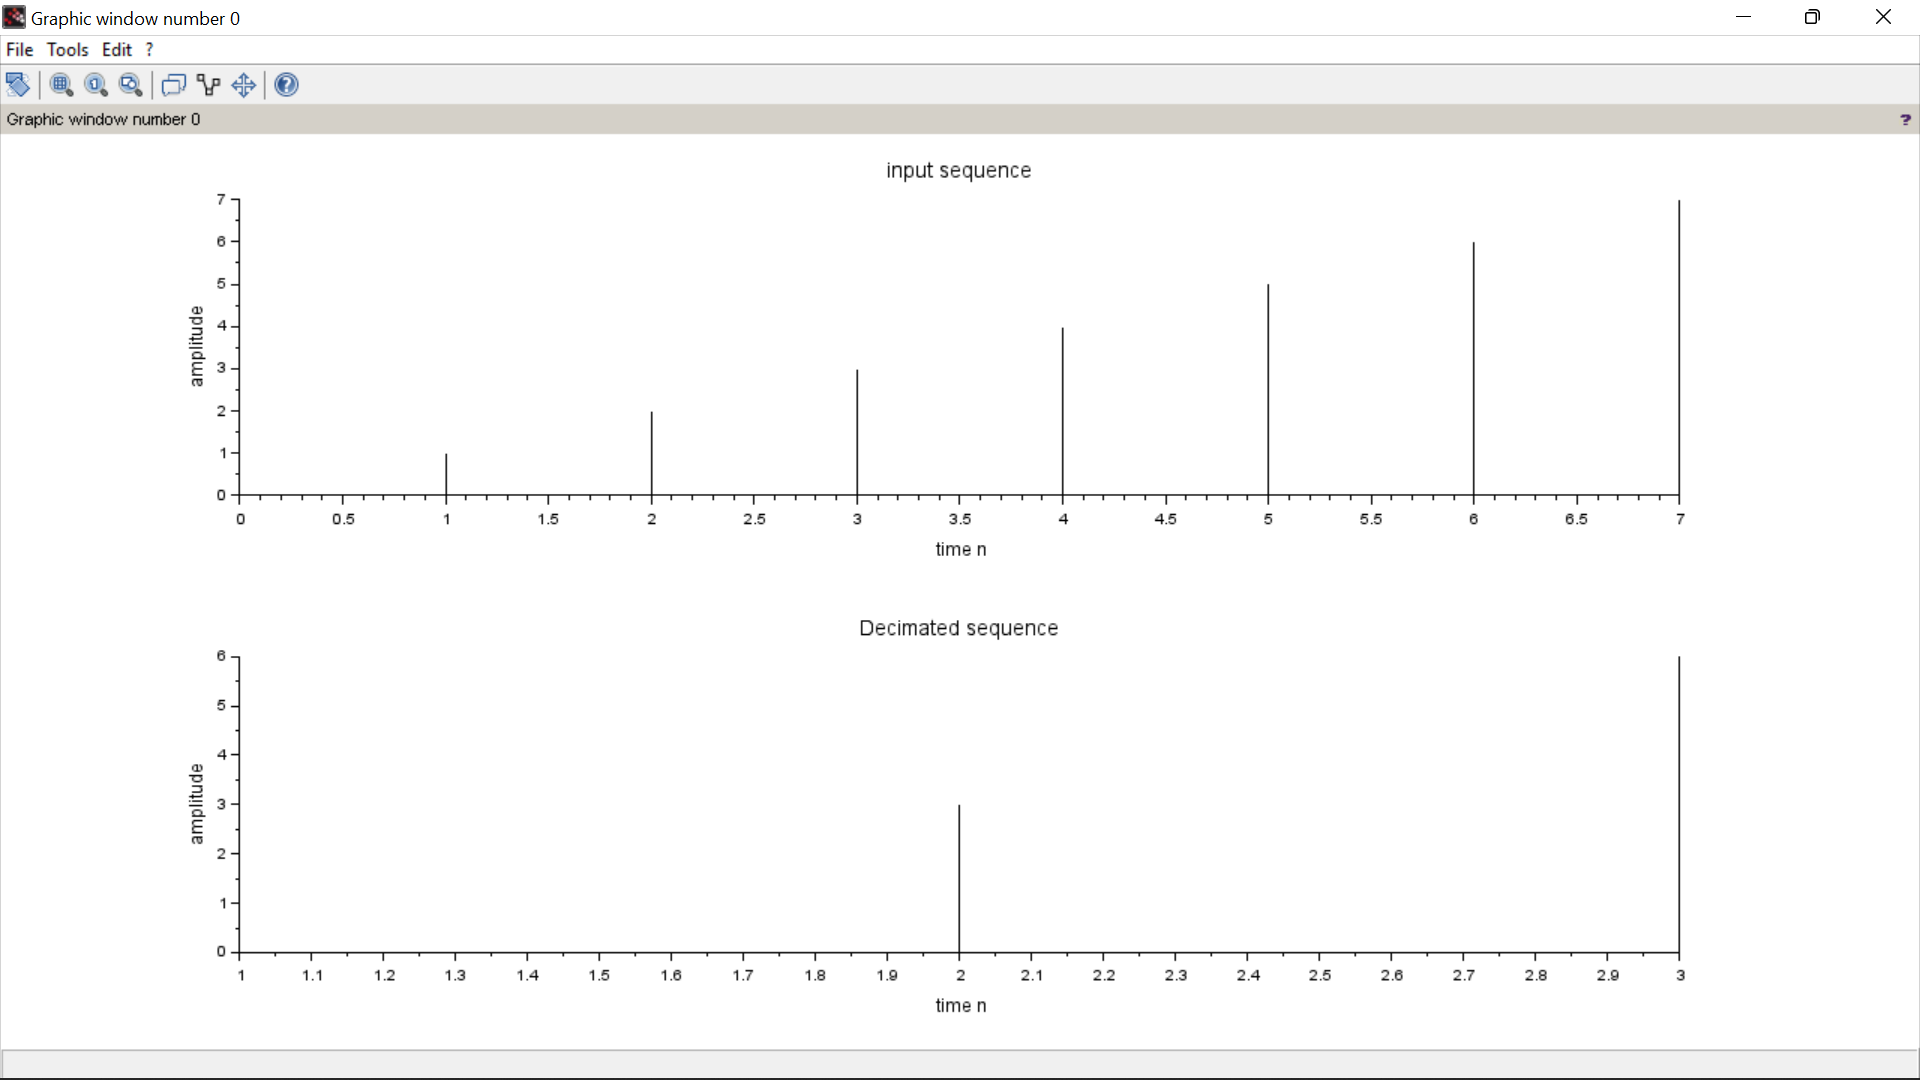 Graphic window number 0
File Tools Edit ?
Graphic window number 0 ?
input sequence
7
6
5
4
3
2
1
0
amplitude
0 0.5 1 1.5 2 2.5 3 3.5 4 4.5 5 5.5 6 6.5 7
time n
Decimated sequence
6
5
4
3
2
1
0
amplitude
1 1.1 1.2 1.3 1.4 1.5 1.6 1.7 1.8 1.9 2 2.1 2.2 2.3 2.4 2.5 2.6 2.7 2.8 2.9 3
time n